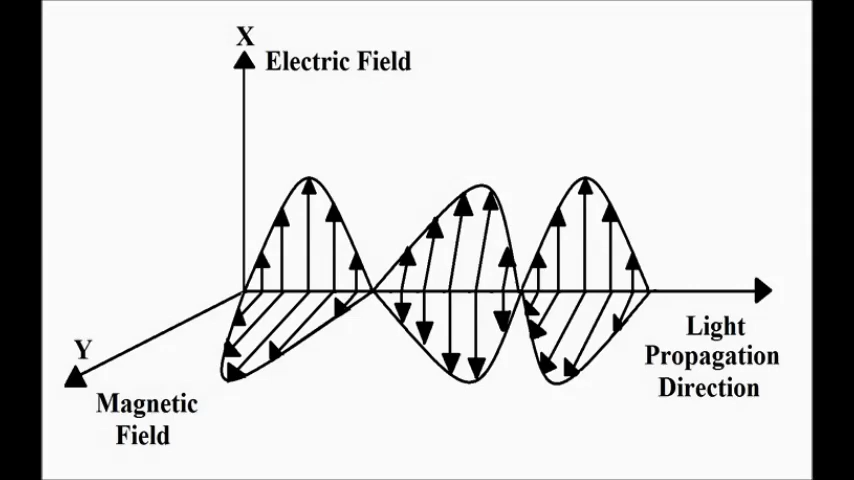 X
Electric Field
Y
Magnetic
Field
Light
Propagation
Direction